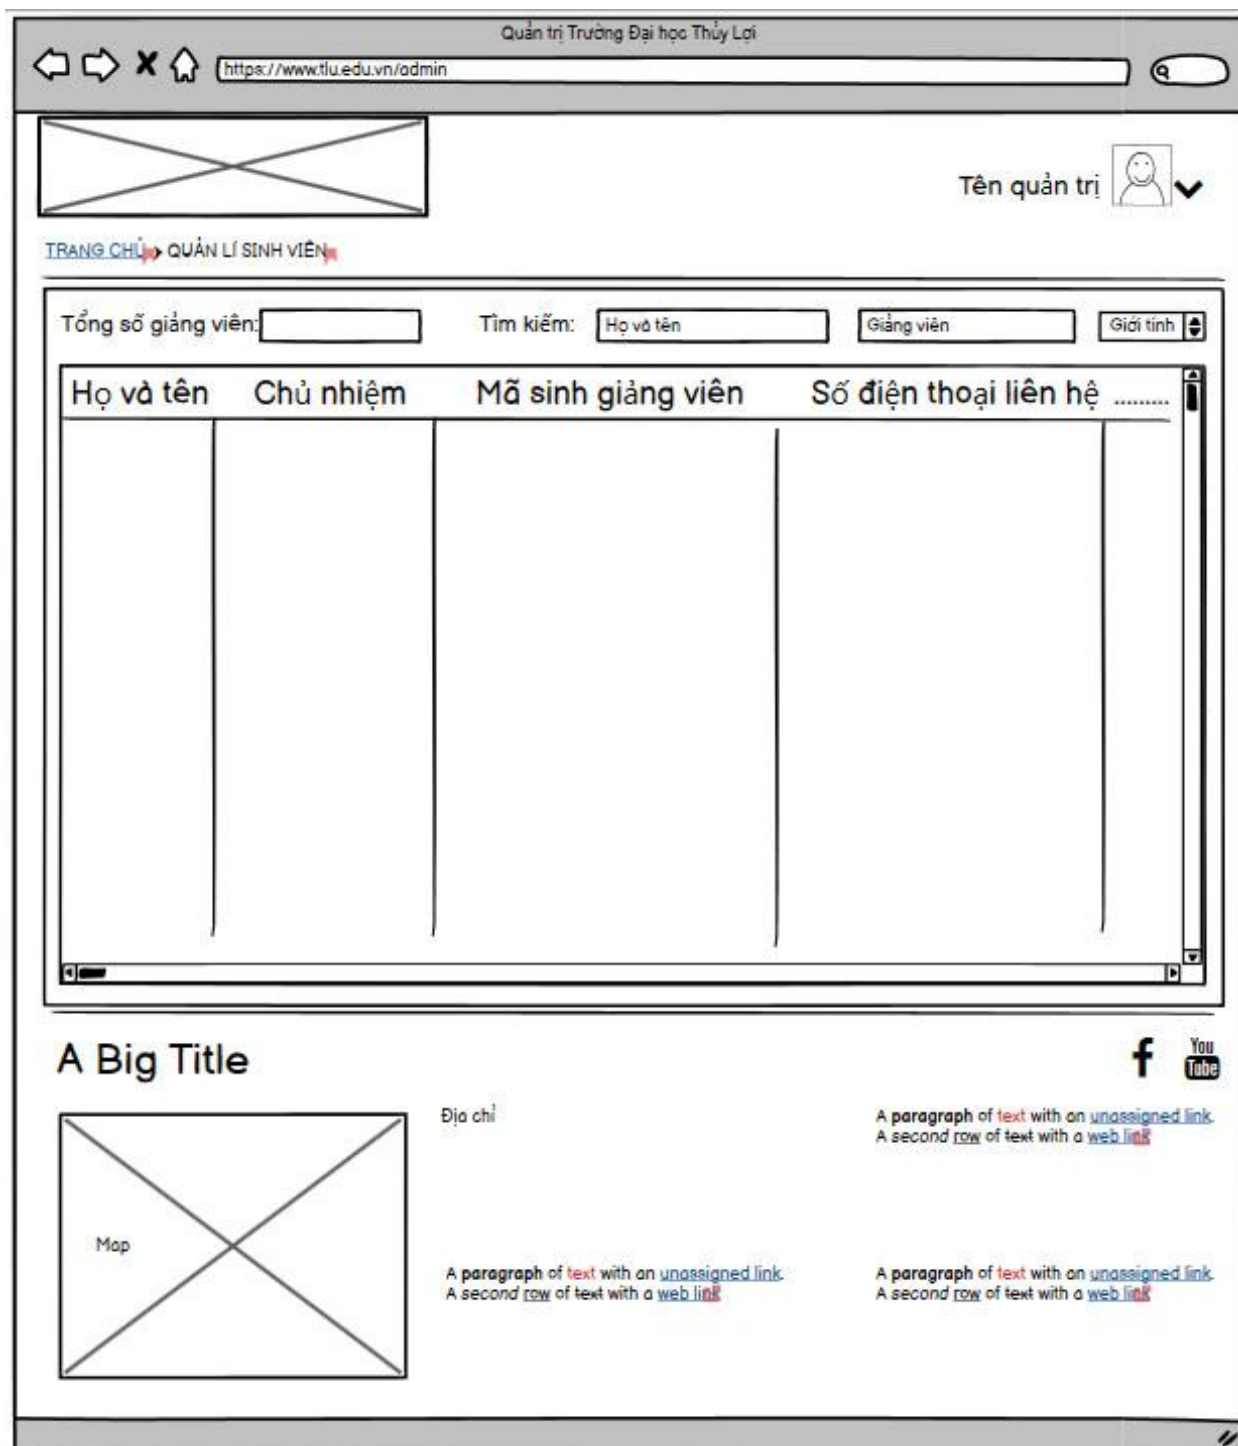 Quản trị Trường Đại học Thủy Lợi
https://www.tlu.edu.vn/admin
Tên quản trị
TRANG CHỦ QUẢN LÍ SINH VIÊN
Tổng số giảng viên: Tìm kiếm: Họ và tên Giảng viên Giới tính
Họ và tên Chủ nhiệm Mã sinh giảng viên Số điện thoại liên hệ .........
A Big Title
f You Tube
Map
Địa chỉ
A paragraph of text with an unassigned link.
A second row of text with a web link
A paragraph of text with an unassigned link.
A second row of text with a web link
A paragraph of text with an unassigned link.
A second row of text with a web link